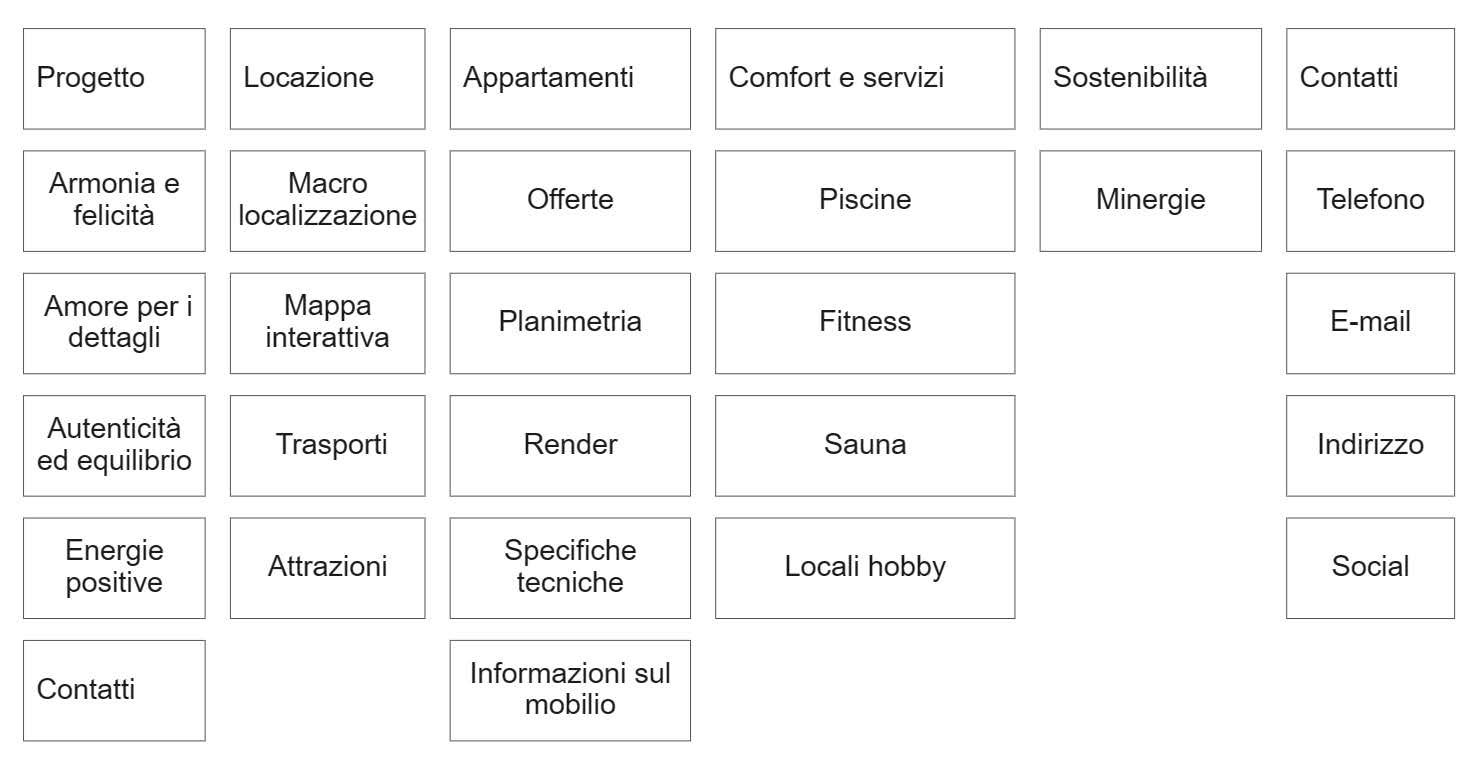 Progetto
Locazione
Appartamenti
Comfort e servizi
Sostenibilità
Contatti
Armonia e
felicità
Macro
localizzazione
Offerte
Piscine
Minergie
Telefono
Amore per i
dettagli
Mappa
interattiva
Planimetria
Fitness
E-mail
Autenticità
ed equilibrio
Trasporti
Render
Sauna
Indirizzo
Energie
positive
Attrazioni
Specifiche
tecniche
Locali hobby
Social
Contatti
Informazioni sul
mobilio